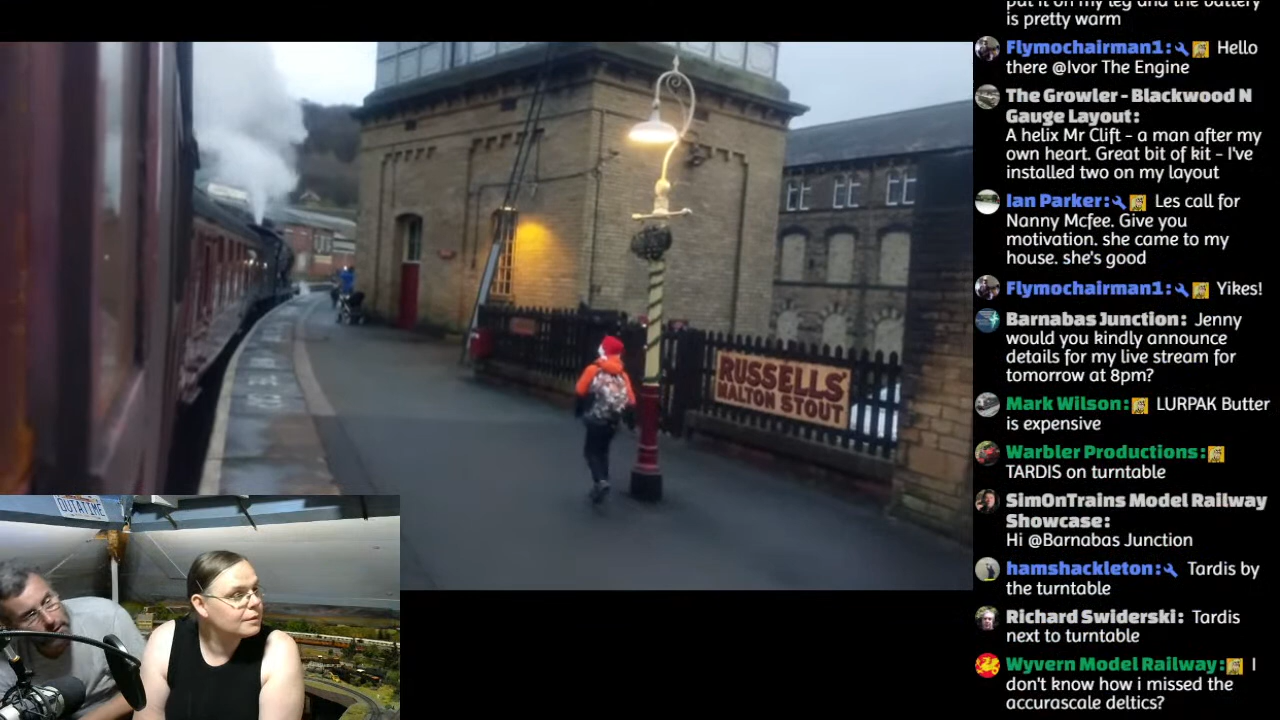 OUTATIME
RUSSELLS'
MALTON STOUT
put it on my leg and the battery
is pretty warm
Flymochairman1: Hello
there @Ivor The Engine
The Growler - Blackwood N
Gauge Layout:
A helix Mr Clift - a man after my
own heart. Great bit of kit - I've
installed two on my layout
Ian Parker: Les call for
Nanny Mcfee. Give you
motivation. she came to my
house. she's good
Flymochairman1: Yikes!
Barnabas Junction: Jenny
would you kindly announce
details for my live stream for
tomorrow at 8pm?
Mark Wilson: LURPAK Butter
is expensive
Warbler Productions:
TARDIS on turntable
SimOnTrains Model Railway
Showcase:
Hi @Barnabas Junction
hamshackleton: Tardis by
the turntable
Richard Swiderski: Tardis
next to turntable
Wyvern Model Railway: I
don't know how i missed the
accurascale deltics?